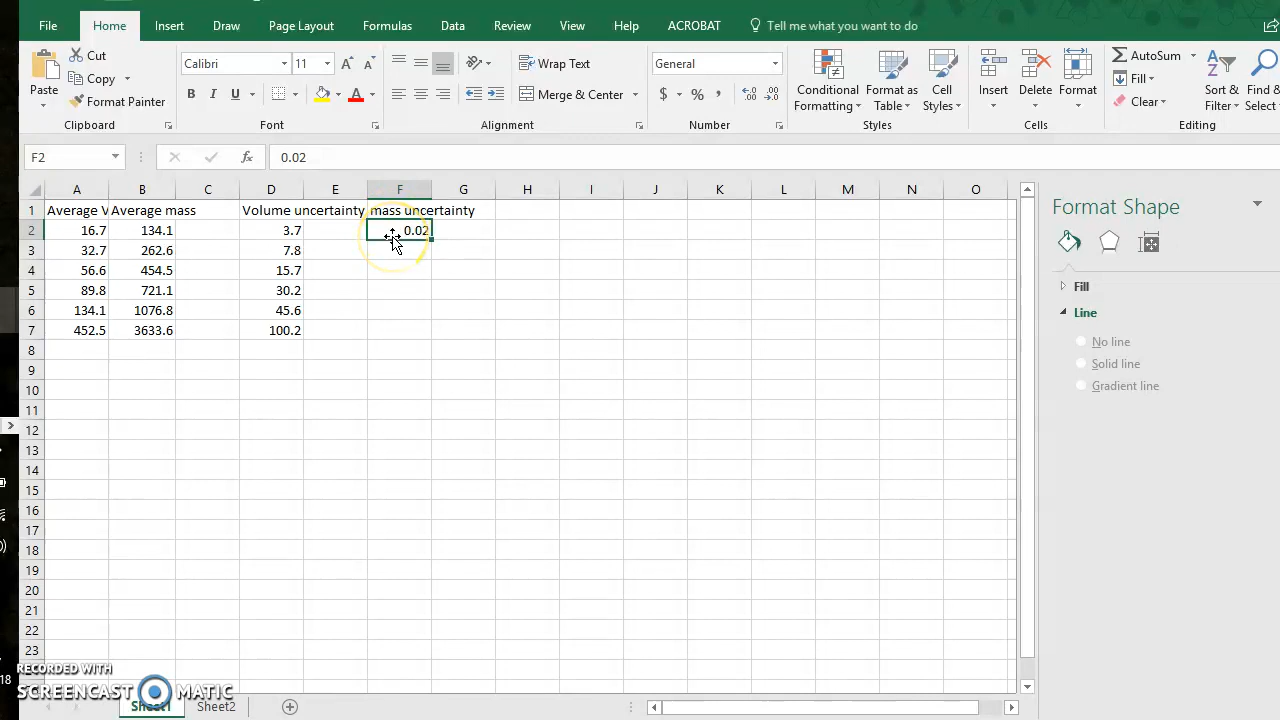 File Home Insert Draw Page Layout Formulas Data Review View Help ACROBAT Tell me what you want to do
Paste
Cut
Copy
Format Painter
Clipboard
Calibri 11
B I U
Font
Wrap Text
Merge & Center
Alignment
General
$ % ,
Number
Conditional Formatting
Format as Table
Cell Styles
Styles
Insert
Delete
Format
Cells
AutoSum
Fill
Clear
Sort & Filter
Find &
Select
Editing
F2 fx 0.02
A B C D E F G H I J K L M N O
1 Average V Average mass Volume uncertainty mass uncertainty
2 16.7 134.1 3.7 0.02
3 32.7 262.6 7.8
4 56.6 454.5 15.7
5 89.8 721.1 30.2
6 134.1 1076.8 45.6
7 452.5 3633.6 100.2
8
9
10
11
12
13
14
15
16
17
18
19
20
21
22
23
Format Shape
Fill
Line
No line
Solid line
Gradient line
RECORDED WITH
SCREENCAST MATIC
18
Sheet1 Sheet2